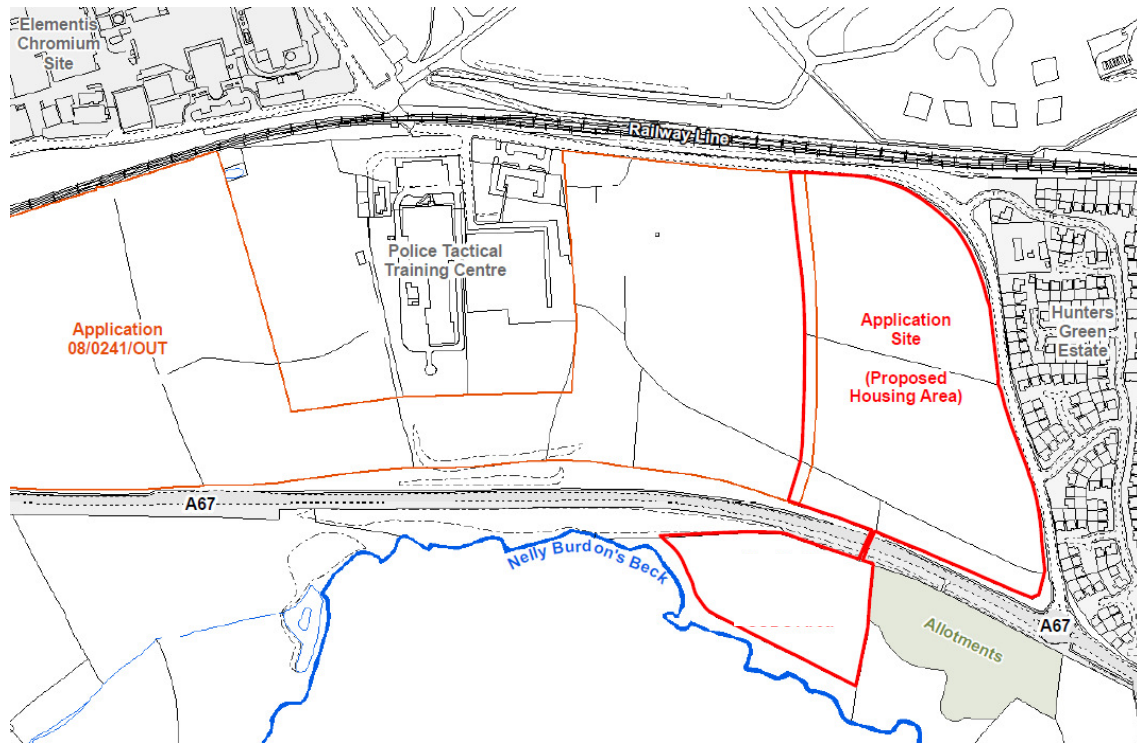 Elementis
Chromium
Site
Railway Line
Police Tactical
Training Centre
Application
08/0241/OUT
Application
Site
(Proposed
Housing Area)
Hunters
Green
Estate
A67
Nelly Burdon's Beck
A67
Allotments